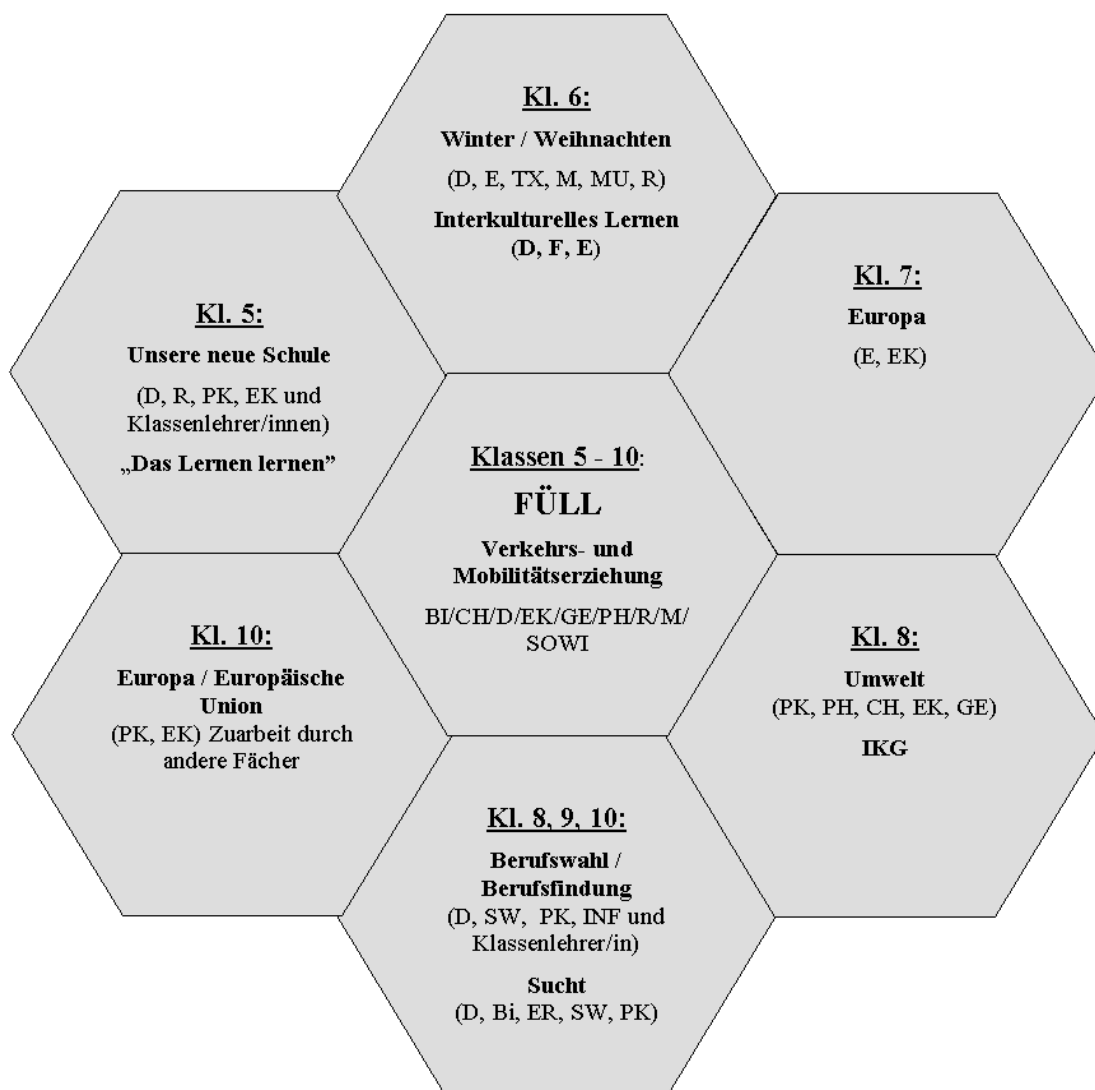 Kl. 6:
Winter / Weihnachten
(D, E, TX, M, MU, R)
Interkulturelles Lernen
(D, F, E)
Kl. 5:
Unsere neue Schule
(D, R, PK, EK und
Klassenlehrer/innen)
„Das Lernen lernen”
Kl. 7:
Europa
(E, EK)
Klassen 5 - 10:
FÜLL
Verkehrs- und
Mobilitätserziehung
BI/CH/D/EK/GE/PH/R/M/
SOWI
Kl. 10:
Europa / Europäische
Union
(PK, EK) Zuarbeit durch
andere Fächer
Kl. 8:
Umwelt
(PK, PH, CH, EK, GE)
IKG
Kl. 8, 9, 10:
Berufswahl /
Berufsfindung
(D, SW,  PK, INF und
Klassenlehrer/in)
Sucht
(D, Bi, ER, SW, PK)